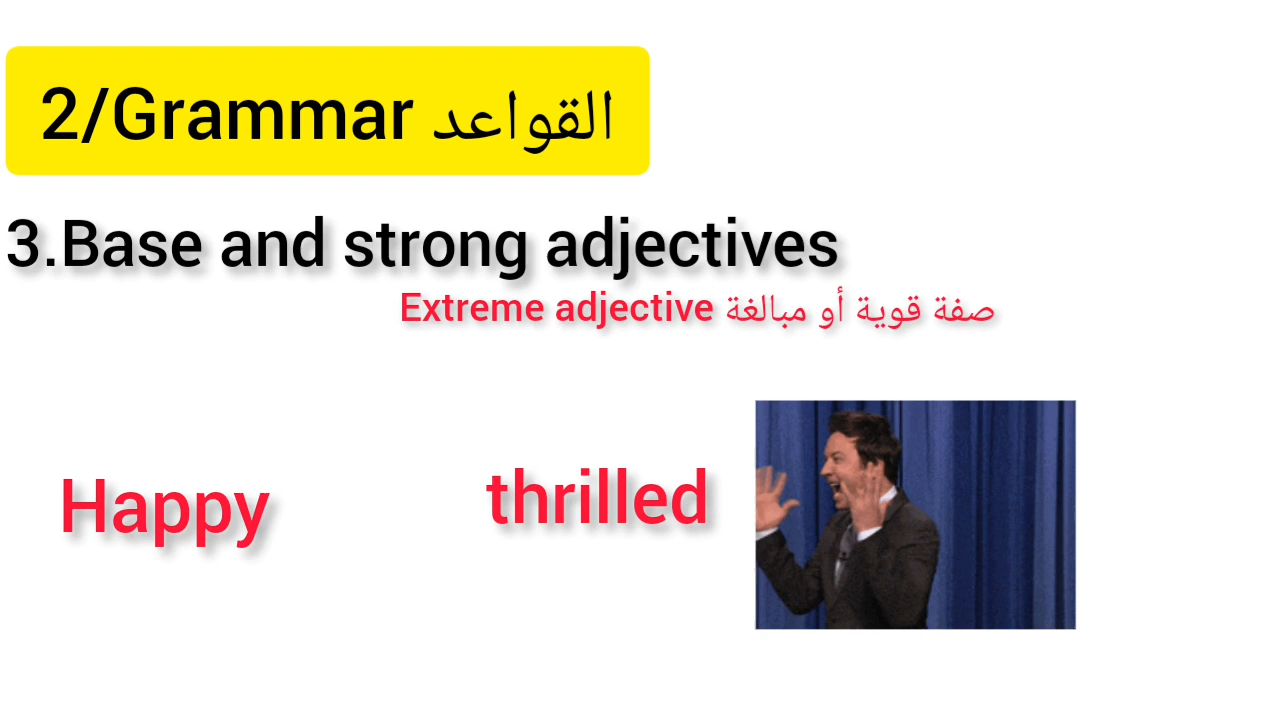 2/Grammar القواعد
3.Base and strong adjectives
Extreme adjective صفة قوية أو مبالغة
Happy
thrilled